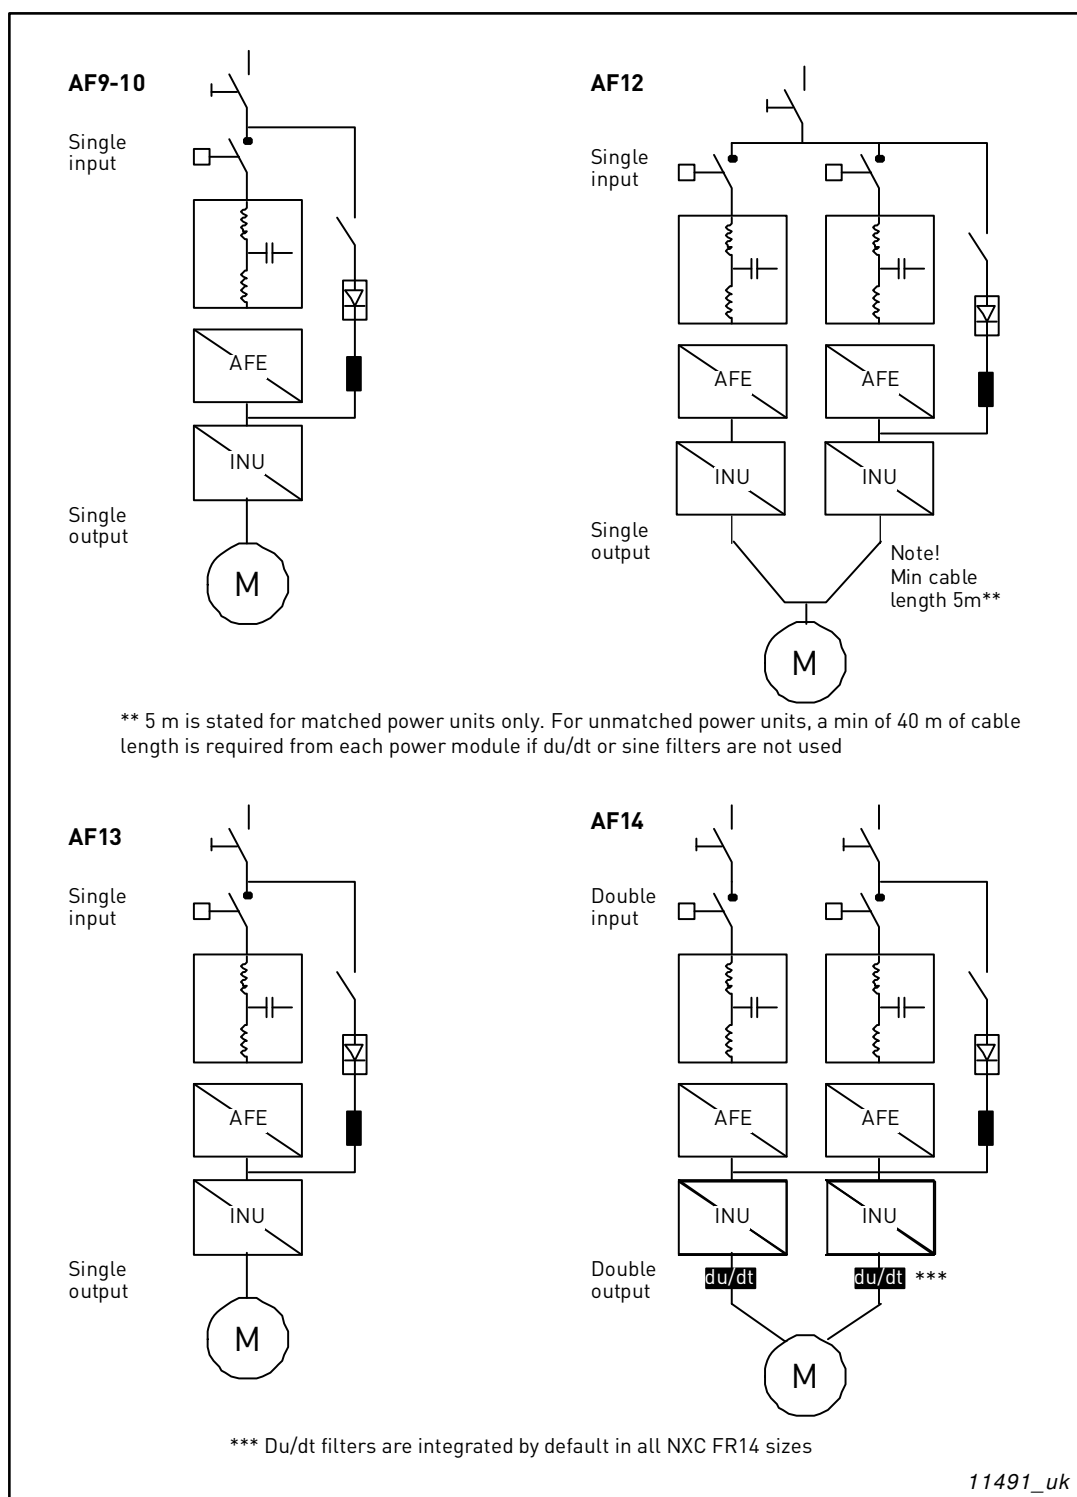 AF9-10
Single
input
AFE
INU
Single
output
M
AF12
Single
input
AFE
AFE
INU
INU
Single
output
Note!
Min cable
length 5m**
M
** 5 m is stated for matched power units only. For unmatched power units, a min of 40 m of cable
length is required from each power module if du/dt or sine filters are not used
AF13
Single
input
AFE
INU
Single
output
M
AF14
Double
input
AFE
AFE
INU
INU
Double
output
du/dt
du/dt ***
M
*** Du/dt filters are integrated by default in all NXC FR14 sizes
11491_uk